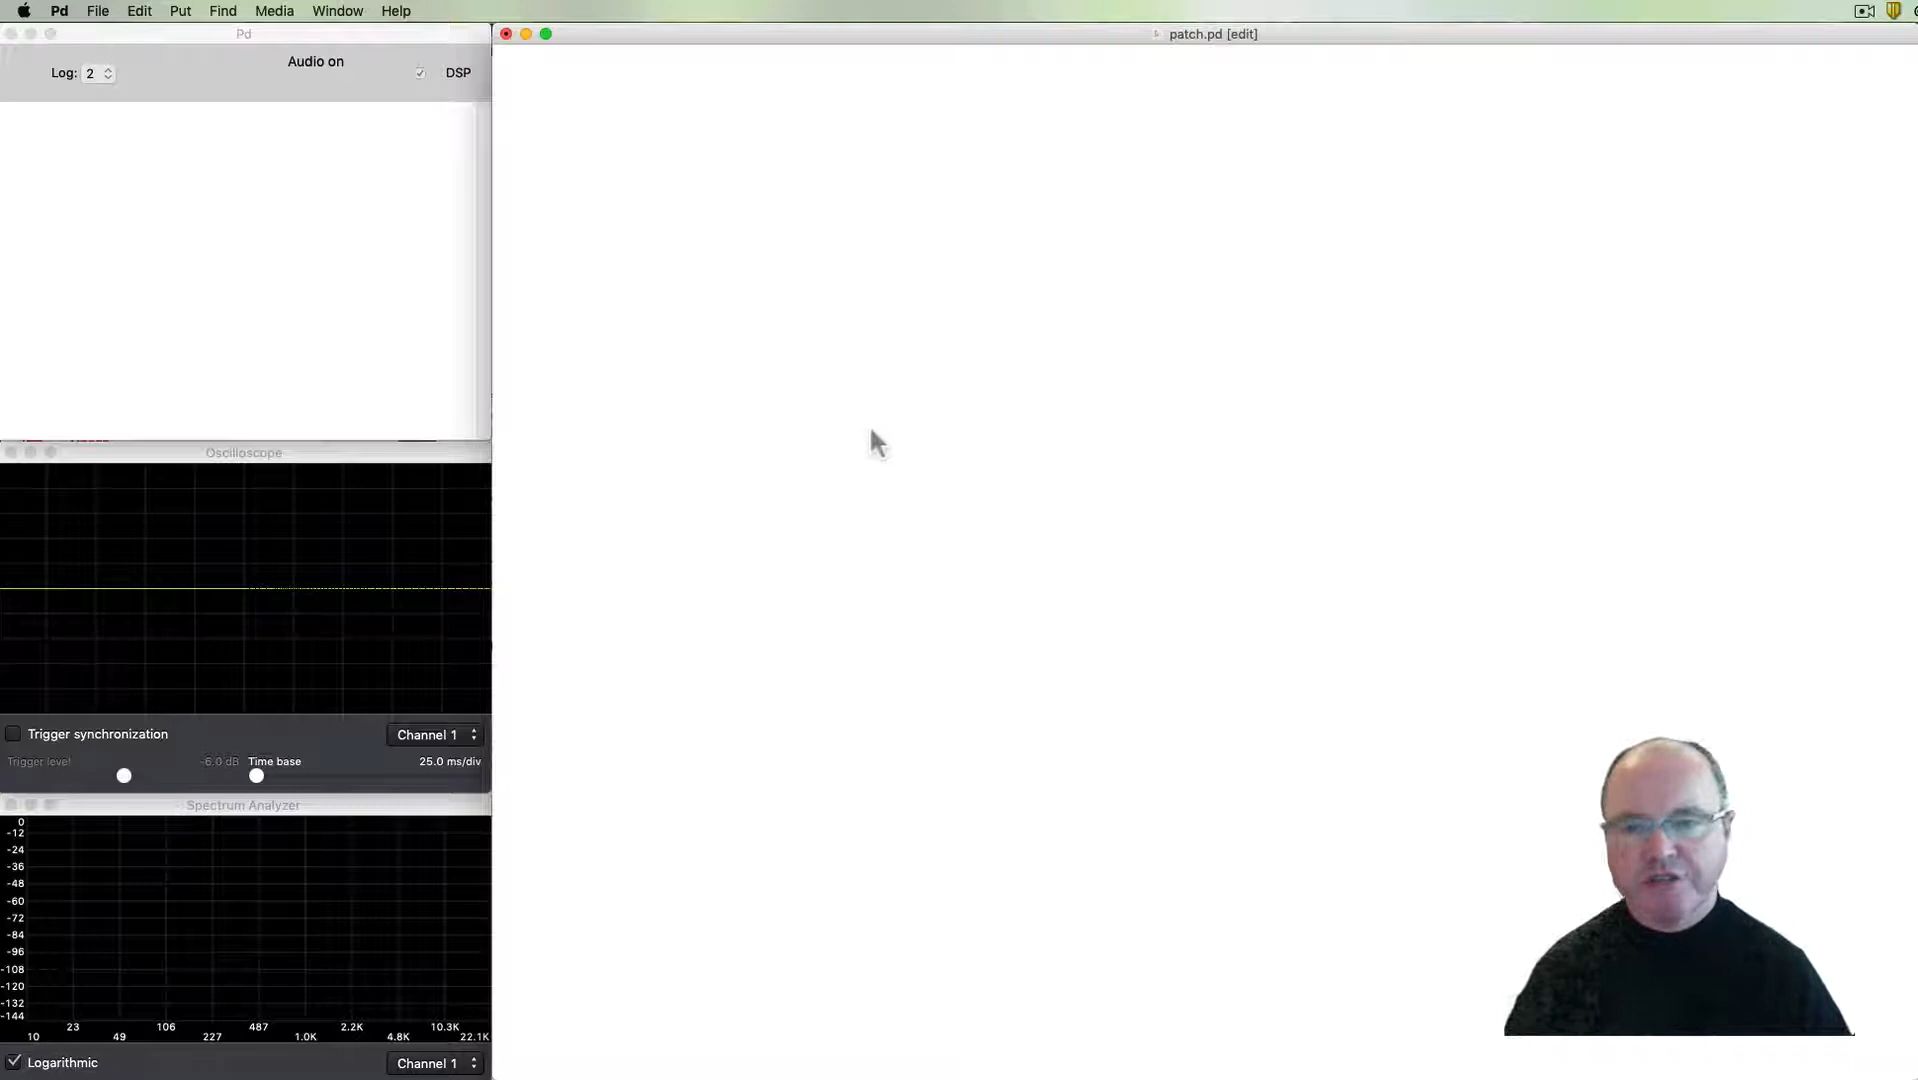 Pd File Edit Put Find Media Window Help
Pd
Audio on
Log: 2
DSP
patch.pd [edit]
Oscilloscope
Trigger synchronization
Channel 1
Trigger level
-6.0 dB
Time base
25.0 ms/div
Spectrum Analyzer
0
-12
-24
-36
-48
-60
-72
-84
-96
-108
-120
-132
-144
23 106 487 2.2K 10.3K
10 49 227 1.0K 4.8K 22.1K
Logarithmic
Channel 1